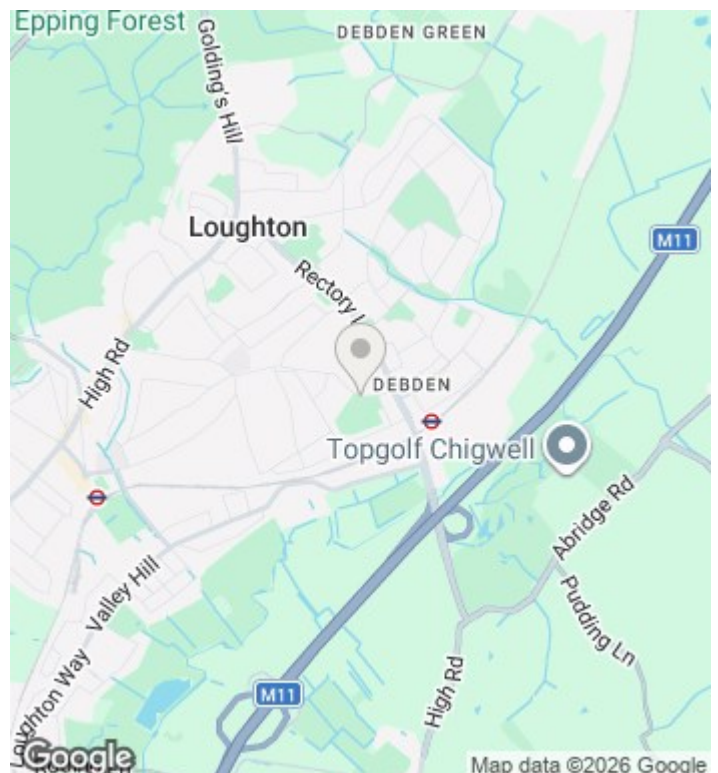 Epping Forest
Golding's Hill
DEBDEN GREEN
Loughton
M11
Rectory L
High Rd
DEBDEN
Topgolf Chigwell
Abridge Rd
Valley Hill
Pudding Ln
Loughton Way
M11
High Rd
Google
Map data ©2026 Google